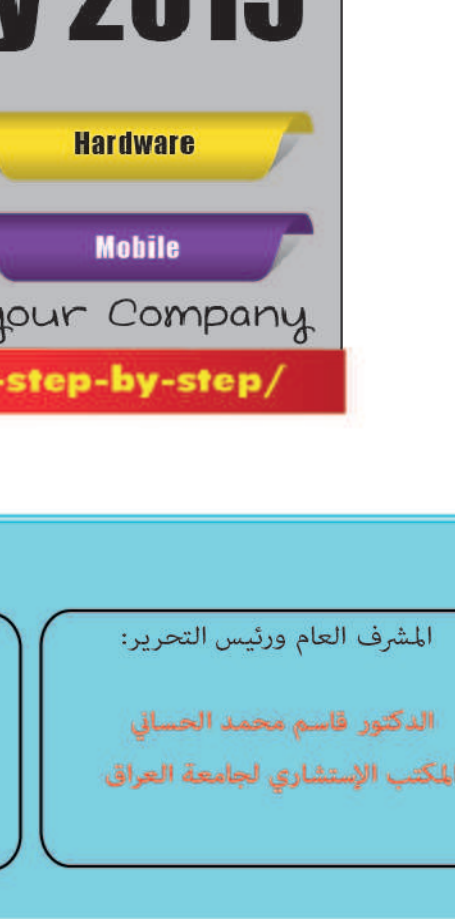 y 2015
Hardware
Mobile
your Company
-step-by-step/
المشرف العام ورئيس التحرير:
الدكتور قاسم محمد الحساني
المكتب الإستشاري لجامعة العراق